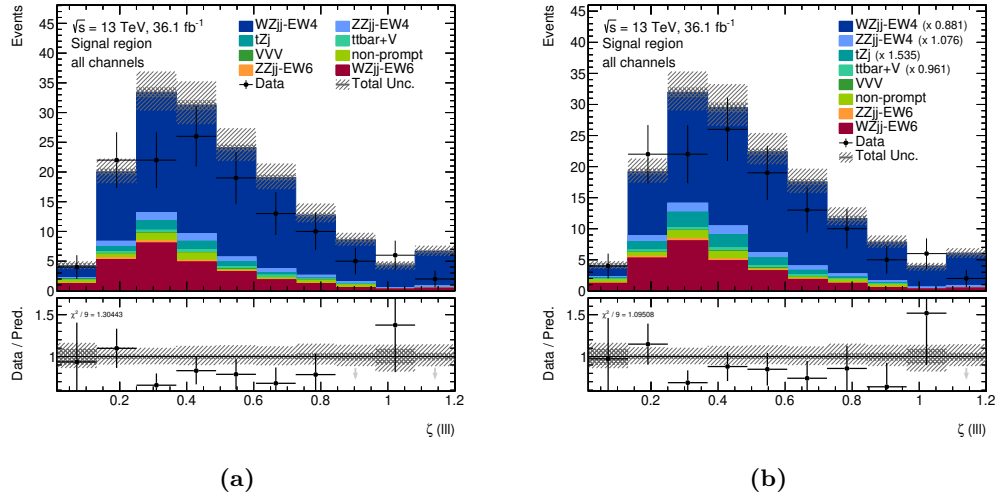 Events
45
40
35
30
25
20
15
10
5
0
√s = 13 TeV, 36.1 fb⁻¹
Signal region
all channels
WZjj-EW4 ZZjj-EW4
tZj ttbar+V
VVV non-prompt
ZZjj-EW6 WZjj-EW6
Data Total Unc.
Data / Pred.
1.5
1
χ² / 9 = 1.30443
0.2 0.4 0.6 0.8 1 1.2
ζ (lll)
(a)
Events
45
40
35
30
25
20
15
10
5
0
√s = 13 TeV, 36.1 fb⁻¹
Signal region
all channels
WZjj-EW4 (x 0.881)
ZZjj-EW4 (x 1.076)
tZj (x 1.535)
ttbar+V (x 0.961)
VVV
non-prompt
ZZjj-EW6
WZjj-EW6
Data
Total Unc.
Data / Pred.
1.5
1
χ² / 9 = 1.09508
0.2 0.4 0.6 0.8 1 1.2
ζ (lll)
(b)